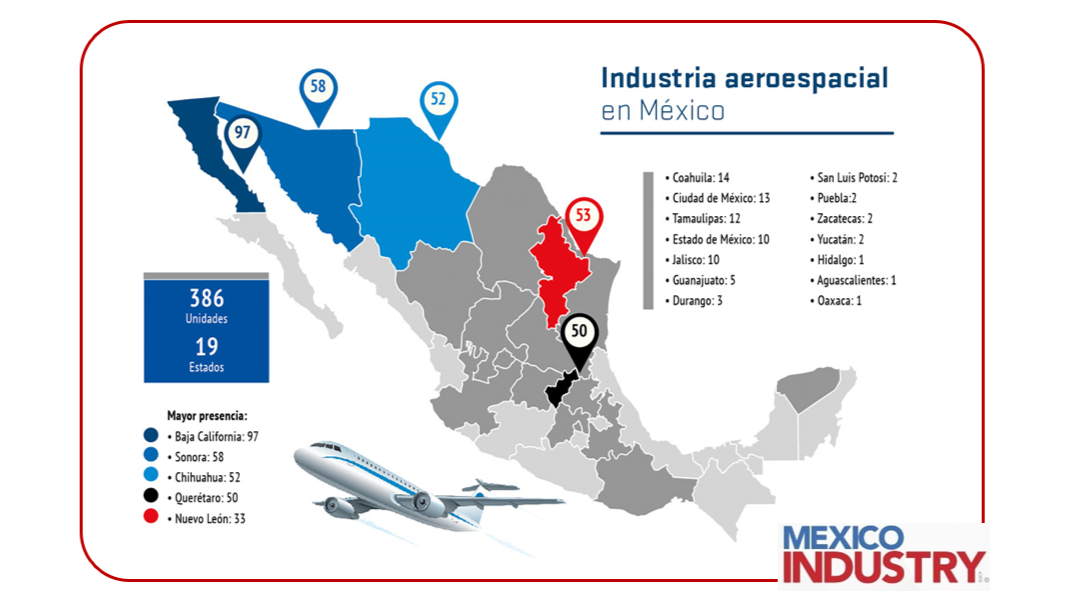 Industria aeroespacial
en México
58
52
97
53
50
• Coahuila: 14
• Ciudad de México: 13
• Tamaulipas: 12
• Estado de México: 10
• Jalisco: 10
• Guanajuato: 5
• Durango: 3
• San Luis Potosí: 2
• Puebla:2
• Zacatecas: 2
• Yucatán: 2
• Hidalgo: 1
• Aguascalientes: 1
• Oaxaca: 1
386
Unidades
19
Estados
Mayor presencia:
• Baja California: 97
• Sonora: 58
• Chihuahua: 52
• Querétaro: 50
• Nuevo León: 33
MEXICO
INDUSTRY